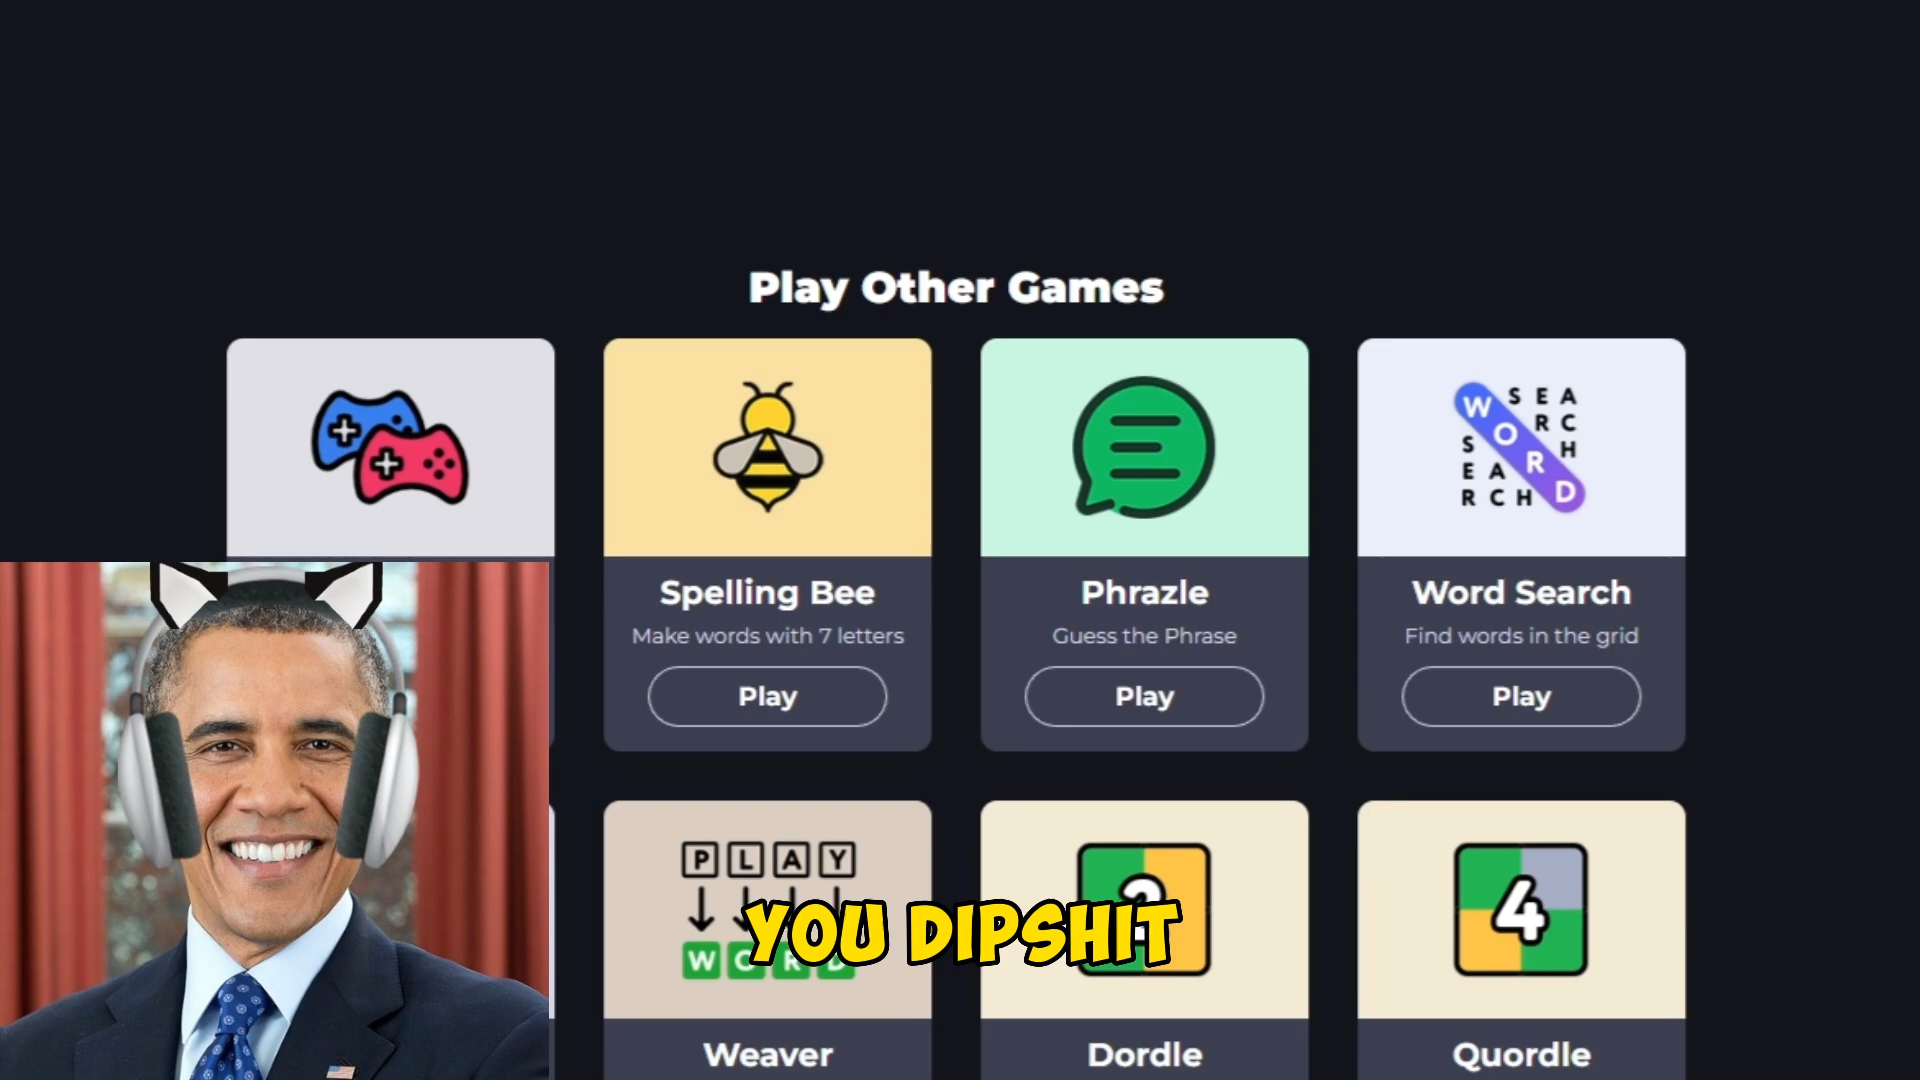 Play Other Games
W S E A
O R C
S R H
E A D
R C H
Spelling Bee
Make words with 7 letters
Play
Phrazle
Guess the Phrase
Play
Word Search
Find words in the grid
Play
P L A Y
W O R D
YOU DIPSHIT
2
4
Weaver
Dordle
Quordle